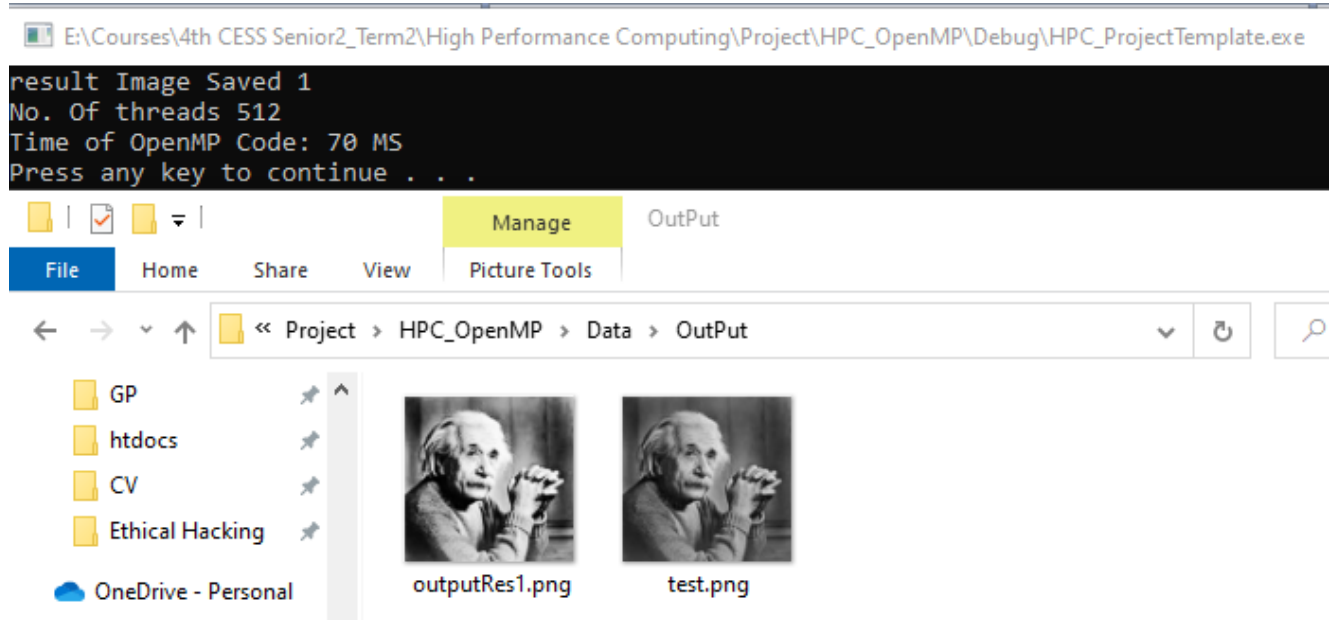 E:\Courses\4th CESS Senior2_Term2\High Performance Computing\Project\HPC_OpenMP\Debug\HPC_ProjectTemplate.exe
result Image Saved 1
No. Of threads 512
Time of OpenMP Code: 70 MS
Press any key to continue . . .
Manage OutPut
File Home Share View Picture Tools
« Project > HPC_OpenMP > Data > OutPut
GP
htdocs
CV
Ethical Hacking
OneDrive - Personal
outputRes1.png test.png